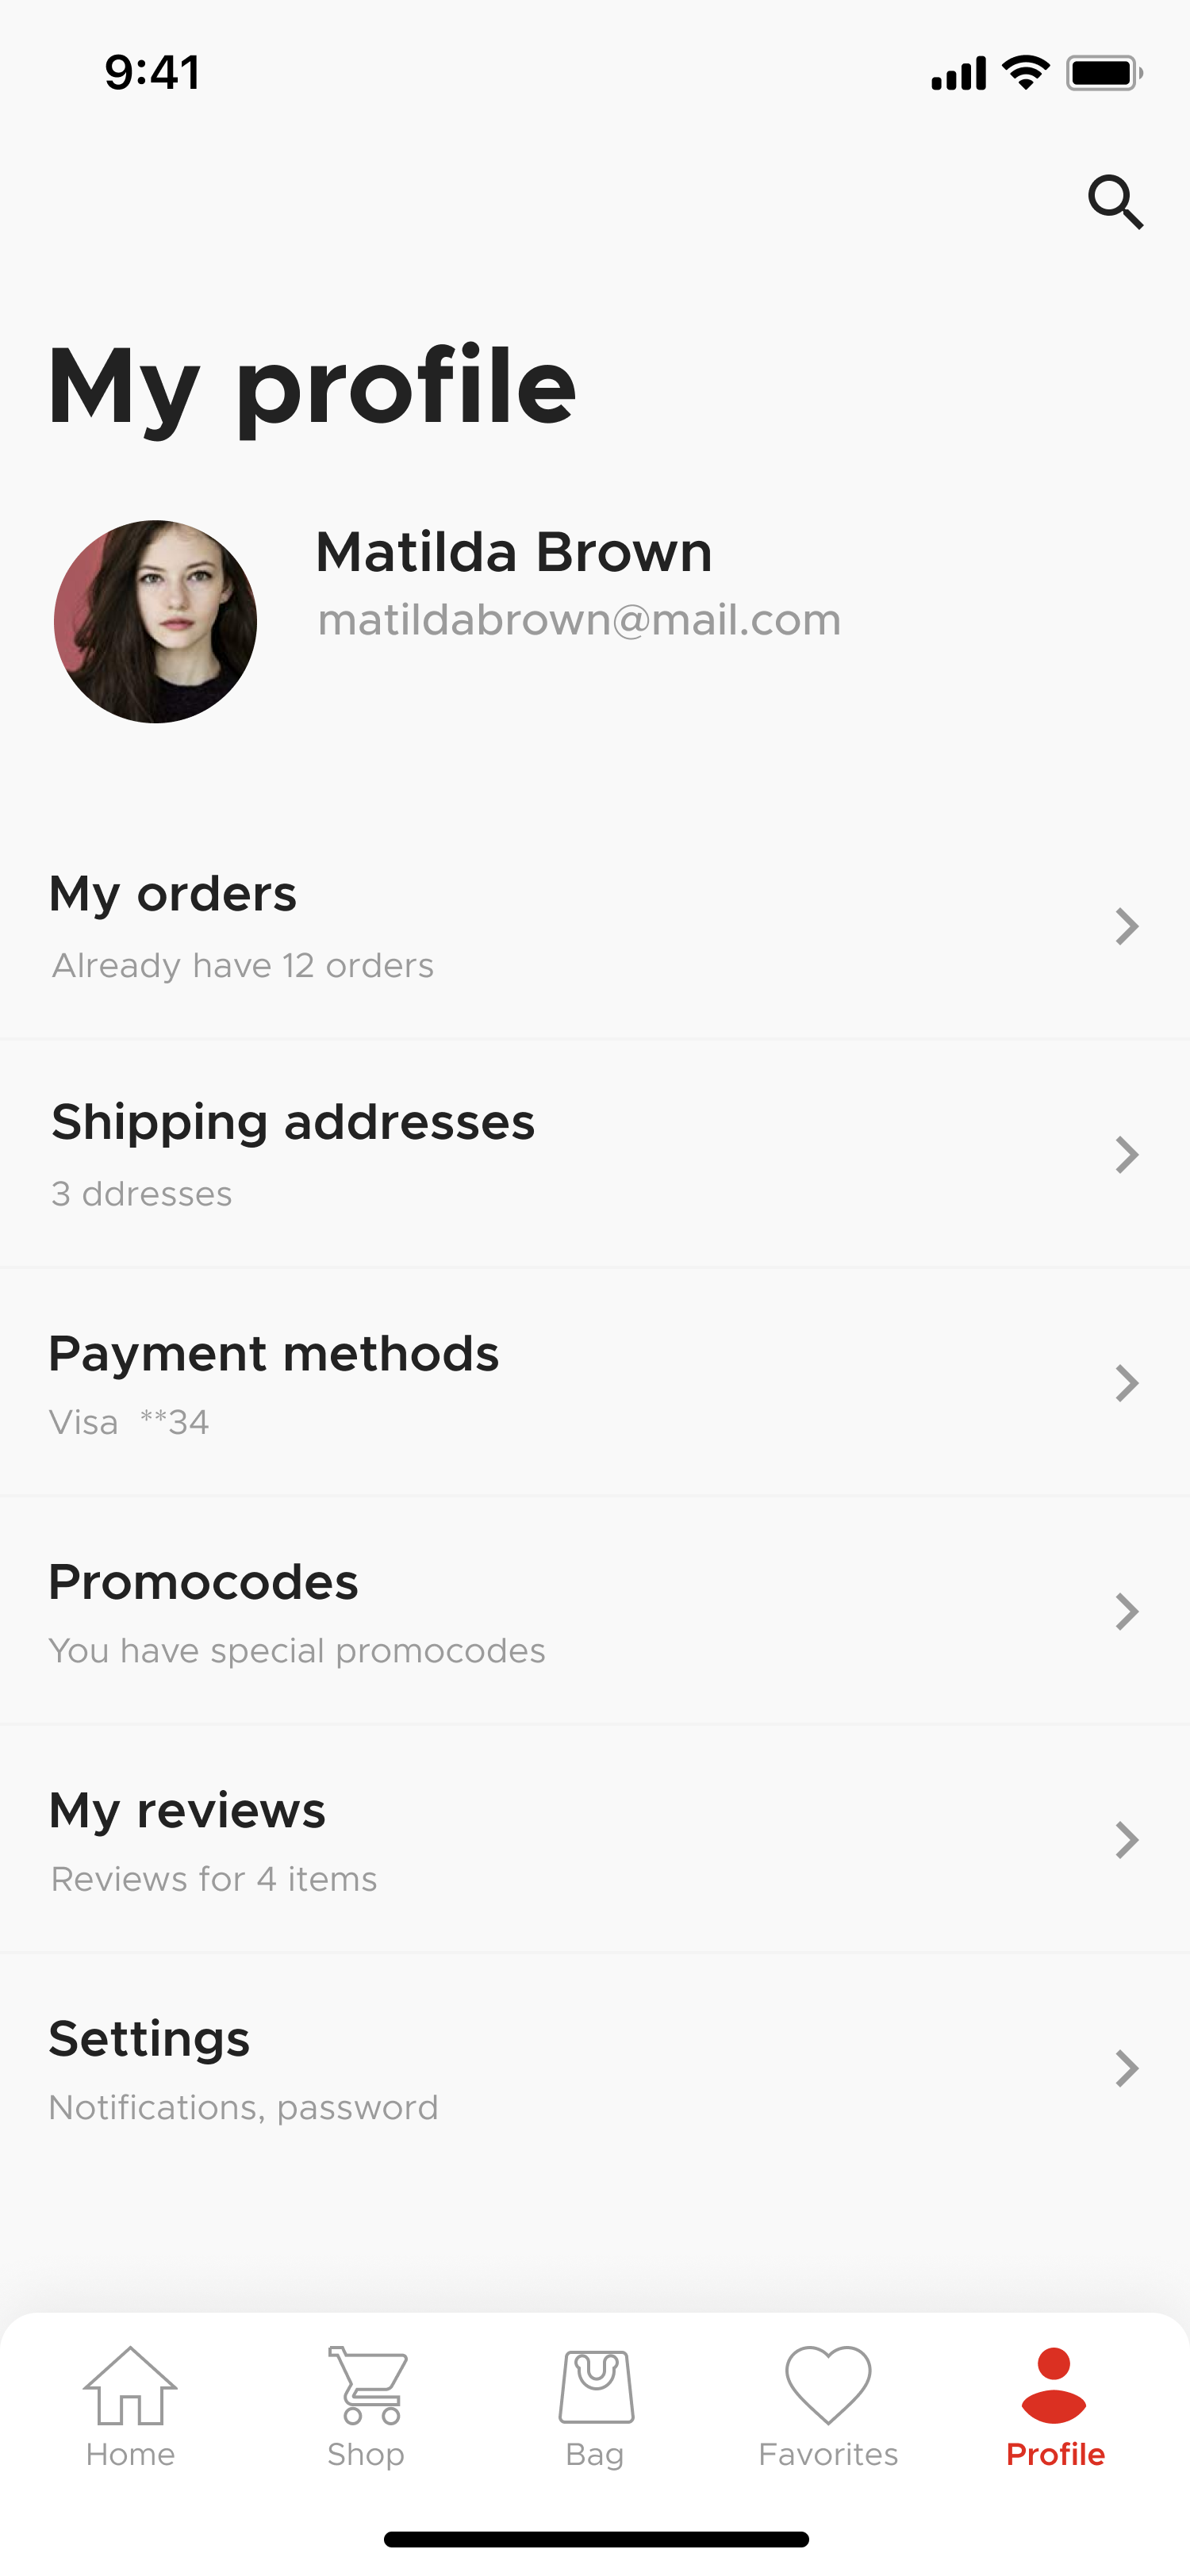 9:41
My profile
Matilda Brown
matildabrown@mail.com
My orders
Already have 12 orders
Shipping addresses
3 ddresses
Payment methods
Visa  **34
Promocodes
You have special promocodes
My reviews
Reviews for 4 items
Settings
Notifications, password
Home Shop Bag Favorites Profile